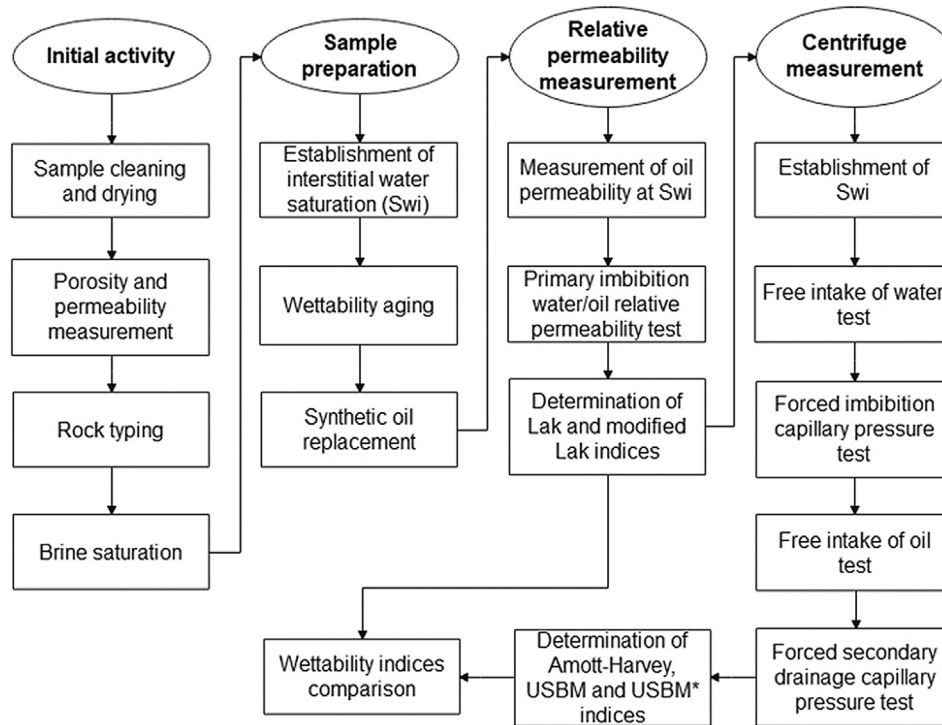 Initial activity
Sample cleaning
and drying
Porosity and
permeability
measurement
Rock typing
Brine saturation
Sample
preparation
Establishment of
interstitial water
saturation (Swi)
Wettability aging
Synthetic oil
replacement
Relative
permeability
measurement
Measurement of oil
permeability at Swi
Primary imbibition
water/oil relative
permeability test
Determination of
Lak and modified
Lak indices
Centrifuge
measurement
Establishment of
Swi
Free intake of water
test
Forced imbibition
capillary pressure
test
Free intake of oil
test
Forced secondary
drainage capillary
pressure test
Determination of
Amott-Harvey,
USBM and USBM*
indices
Wettability indices
comparison